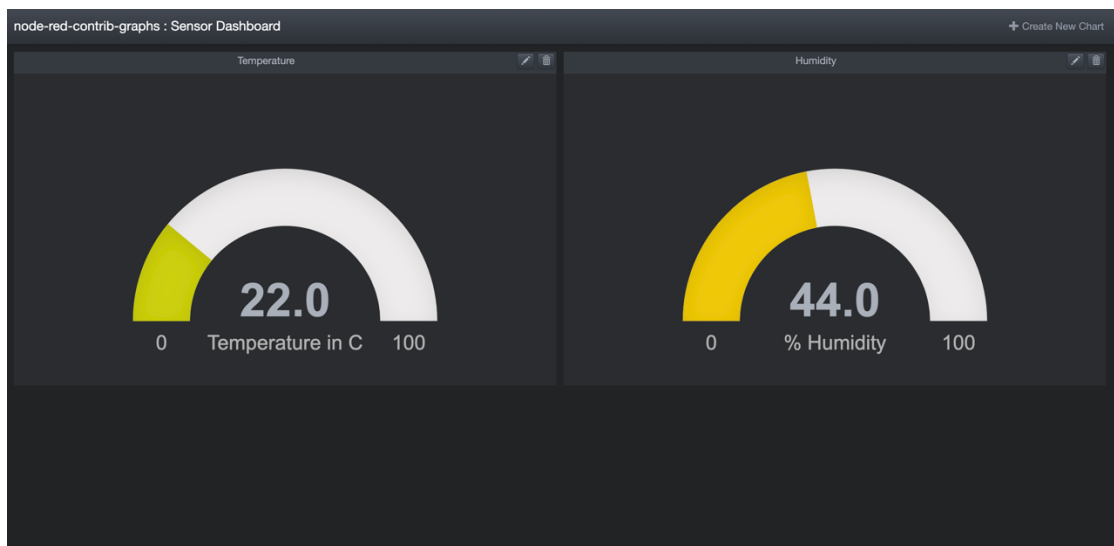 node-red-contrib-graphs : Sensor Dashboard
Create New Chart
Temperature
22.0
0
Temperature in C
100
Humidity
44.0
0
% Humidity
100